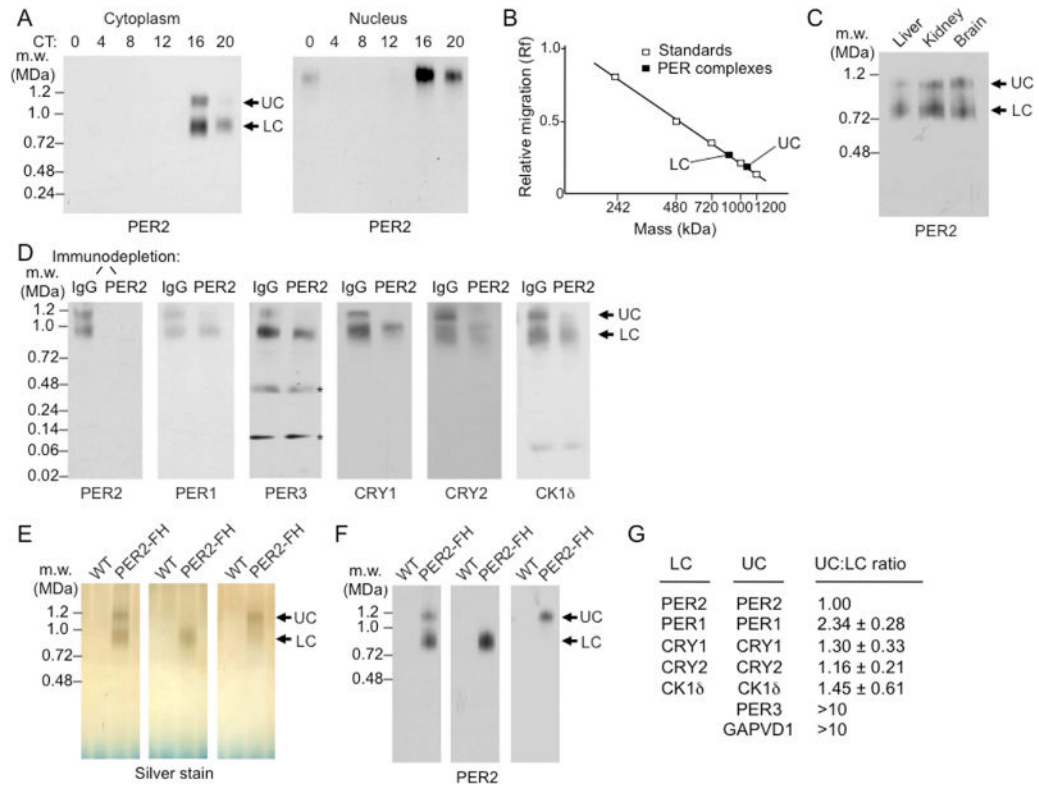 A
Cytoplasm
Nucleus
CT: 0 4 8 12 16 20
0 4 8 12 16 20
m.w.
(MDa)
1.2
1.0
0.72
0.48
0.24
UC
LC
PER2
PER2
B
Relative migration (Rf)
1.0
0.5
0
Standards
PER complexes
LC
UC
242 480 720 1000 1200
Mass (kDa)
C
m.w.
(MDa)
Liver Kidney Brain
1.2
0.72
0.48
UC
LC
PER2
D
Immunodepletion:
m.w.
(MDa)
IgG PER2 IgG PER2 IgG PER2 IgG PER2 IgG PER2 IgG PER2
1.2
1.0
0.72
0.48
0.24
0.14
0.06
0.02
UC
LC
*
*
PER2 PER1 PER3 CRY1 CRY2 CK1δ
E
m.w.
(MDa)
WT PER2-FH WT PER2-FH WT PER2-FH
1.2
1.0
0.72
0.48
UC
LC
Silver stain
F
m.w.
(MDa)
WT PER2-FH WT PER2-FH WT PER2-FH
1.2
1.0
0.72
0.48
UC
LC
PER2
G
LC UC UC:LC ratio
PER2 PER2 1.00
PER1 PER1 2.34 ± 0.28
CRY1 CRY1 1.30 ± 0.33
CRY2 CRY2 1.16 ± 0.21
CK1δ CK1δ 1.45 ± 0.61
PER3 >10
GAPVD1 >10